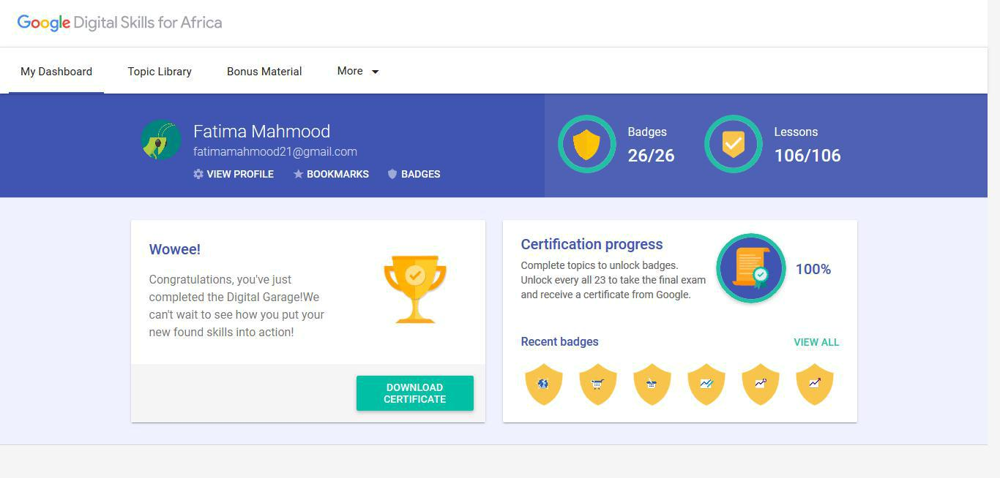 Google Digital Skills for Africa
My Dashboard
Topic Library
Bonus Material
More
Fatima Mahmood
fatimamahmood21@gmail.com
VIEW PROFILE
BOOKMARKS
BADGES
Badges
26/26
Lessons
106/106
Wowee!
Congratulations, you've just
completed the Digital Garage!We
can't wait to see how you put your
new found skills into action!
DOWNLOAD
CERTIFICATE
Certification progress
Complete topics to unlock badges.
Unlock every all 23 to take the final exam
and receive a certificate from Google.
100%
Recent badges
VIEW ALL